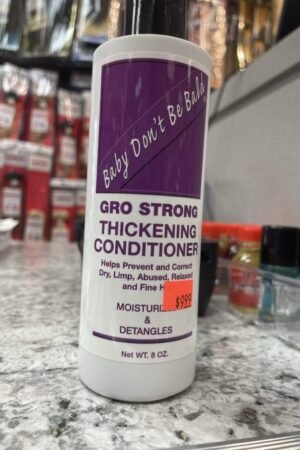 Baby Don't Be Bald
GRO STRONG
THICKENING
CONDITIONER
Helps Prevent and Correct
Dry, Limp, Abused, Relaxed
and Fine
$9.99
&
DETANGLES
Net WT. 8 OZ.